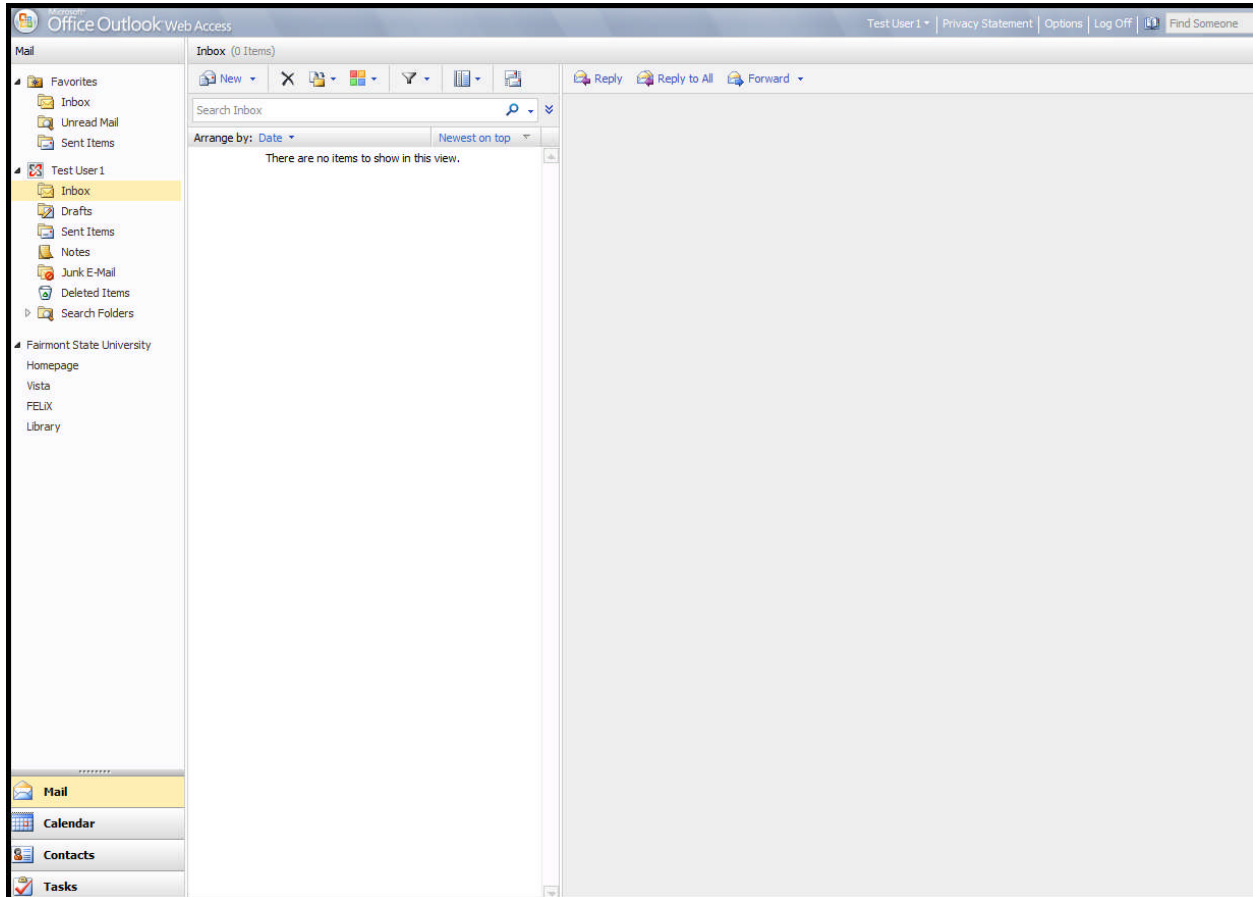 Microsoft
Office Outlook Web Access
Test User1 | Privacy Statement | Options | Log Off | Find Someone
Mail
Inbox (0 Items)
Favorites
Inbox
Unread Mail
Sent Items
Test User1
Inbox
Drafts
Sent Items
Notes
Junk E-Mail
Deleted Items
Search Folders
Fairmont State University
Homepage
Vista
FELiX
Library
Mail
Calendar
Contacts
Tasks
New
Search Inbox
Arrange by: Date Newest on top
There are no items to show in this view.
Reply Reply to All Forward